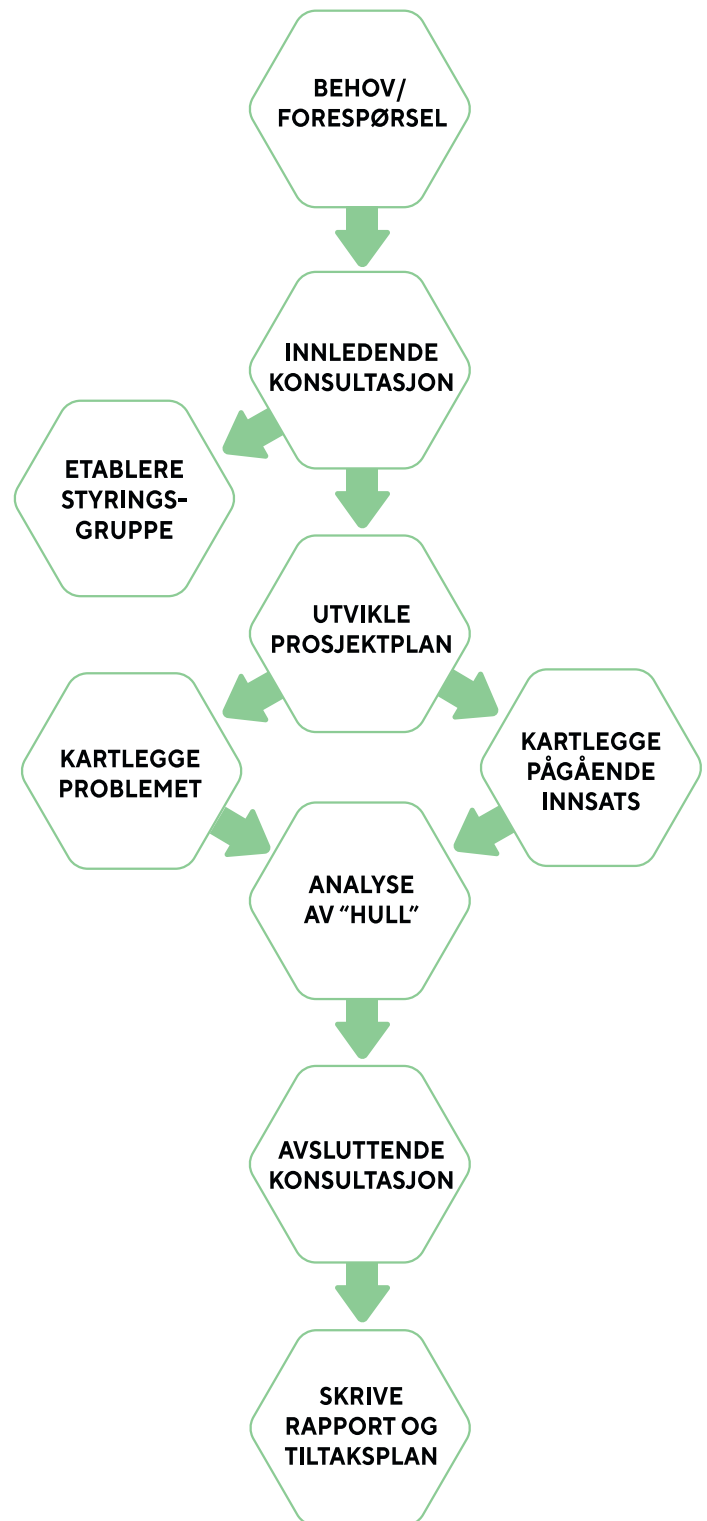 BEHOV/
FORESPØRSEL
INNLEDENDE
KONSULTASJON
ETABLERE
STYRINGS-
GRUPPE
UTVIKLE
PROSJEKTPLAN
KARTLEGGE
PROBLEMET
KARTLEGGE
PÅGÅENDE
INNSATS
ANALYSE
AV “HULL”
AVSLUTTENDE
KONSULTASJON
SKRIVE
RAPPORT OG
TILTAKSPLAN